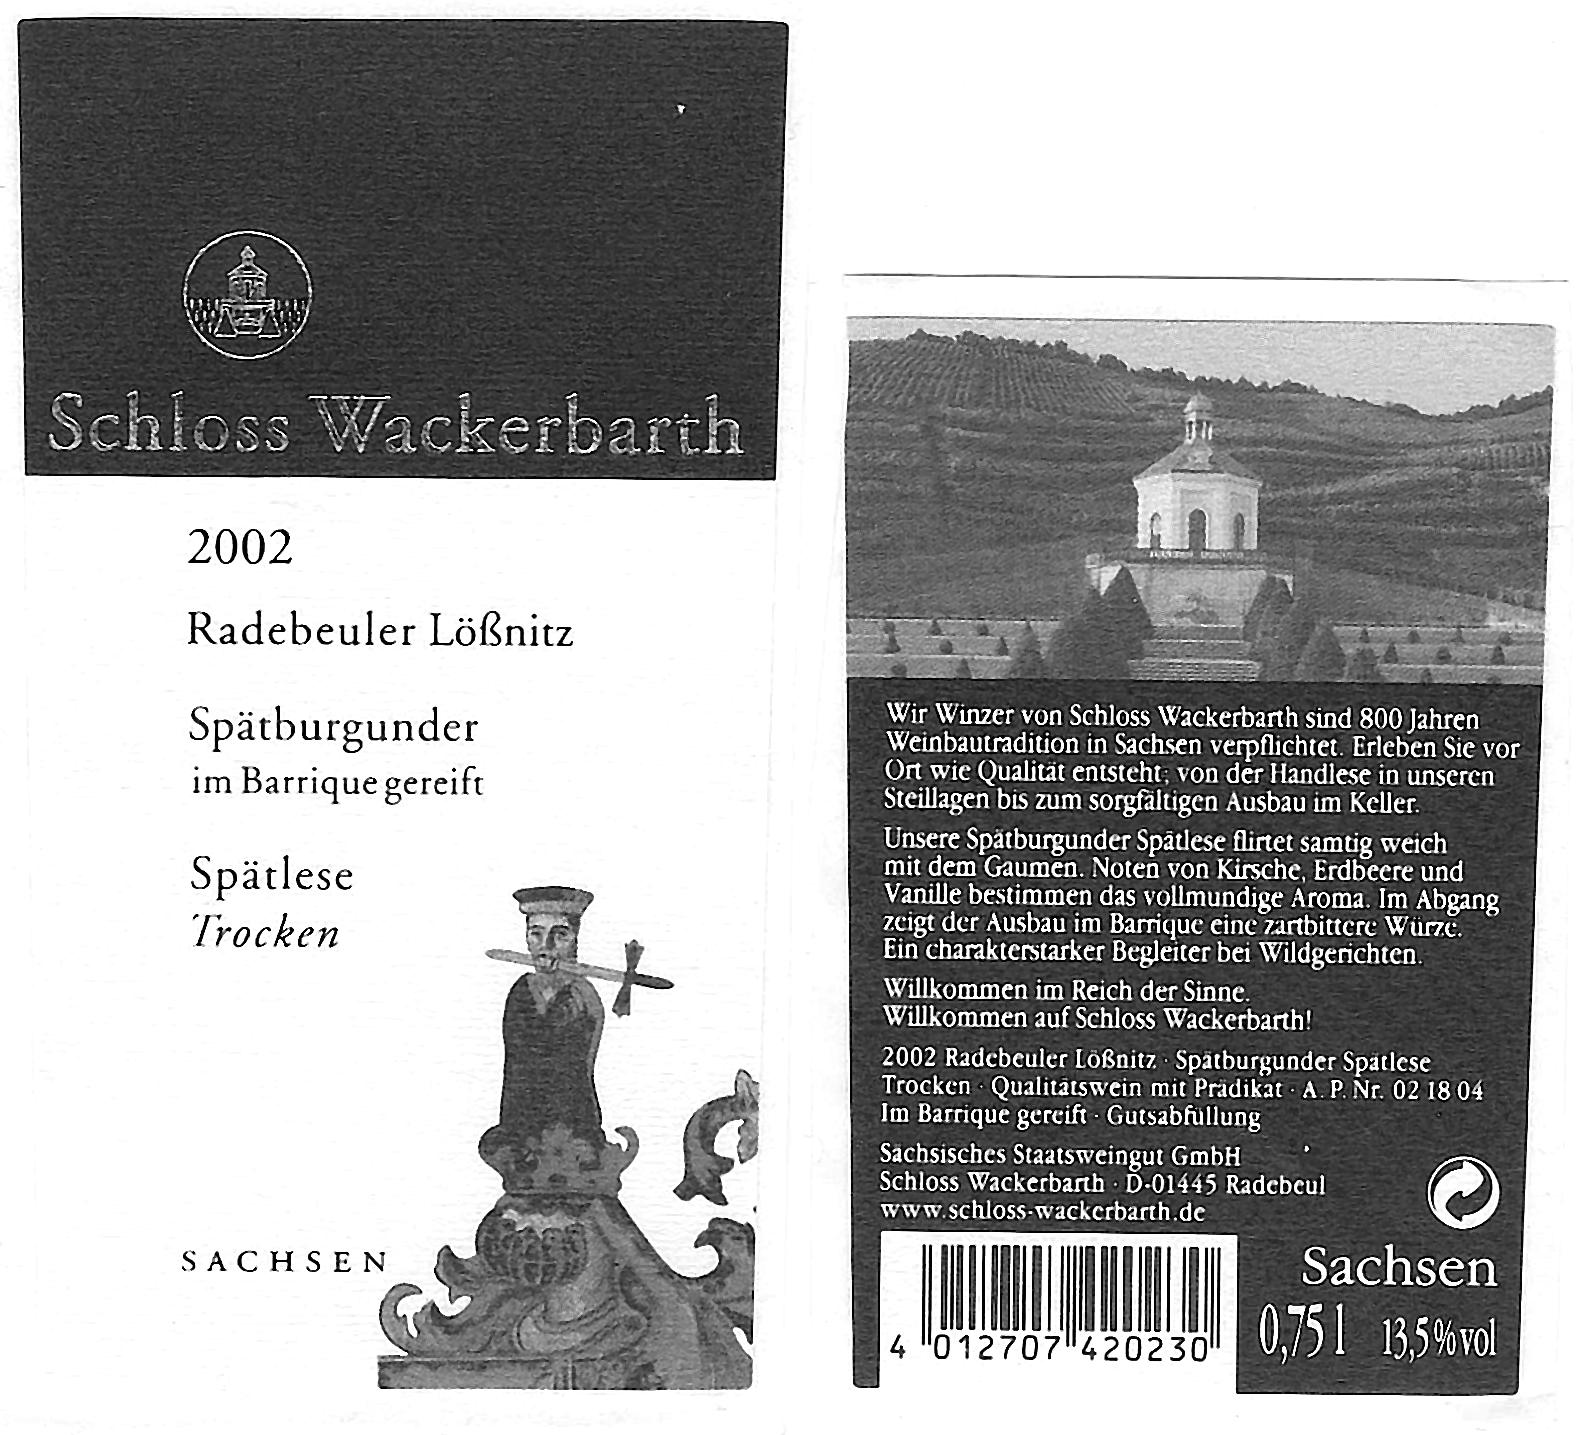 Schloss Wackerbarth
2002
Radebeuler Lößnitz
Spätburgunder
im Barrique gereift
Spätlese
Trocken
SACHSEN
Wir Winzer von Schloss Wackerbarth sind 800 Jahren
Weinbautradition in Sachsen verpflichtet. Erleben Sie vor
Ort wie Qualität entsteht; von der Handlese in unseren
Steillagen bis zum sorgfältigen Ausbau im Keller.
Unsere Spätburgunder Spätlese flirtet samtig weich
mit dem Gaumen. Noten von Kirsche, Erdbeere und
Vanille bestimmen das vollmundige Aroma. Im Abgang
zeigt der Ausbau im Barrique eine zartbittere Würze.
Ein charakterstarker Begleiter bei Wildgerichten.
Willkommen im Reich der Sinne.
Willkommen auf Schloss Wackerbarth!
2002 Radebeuler Lößnitz · Spätburgunder Spätlese
Trocken · Qualitätswein mit Prädikat · A. P. Nr. 02 18 04
Im Barrique gereift · Gutsabfüllung
Sächsisches Staatsweingut GmbH
Schloss Wackerbarth · D-01445 Radebeul
www.schloss-wackerbarth.de
4 012707 420230
Sachsen
0,75 l 13,5%vol